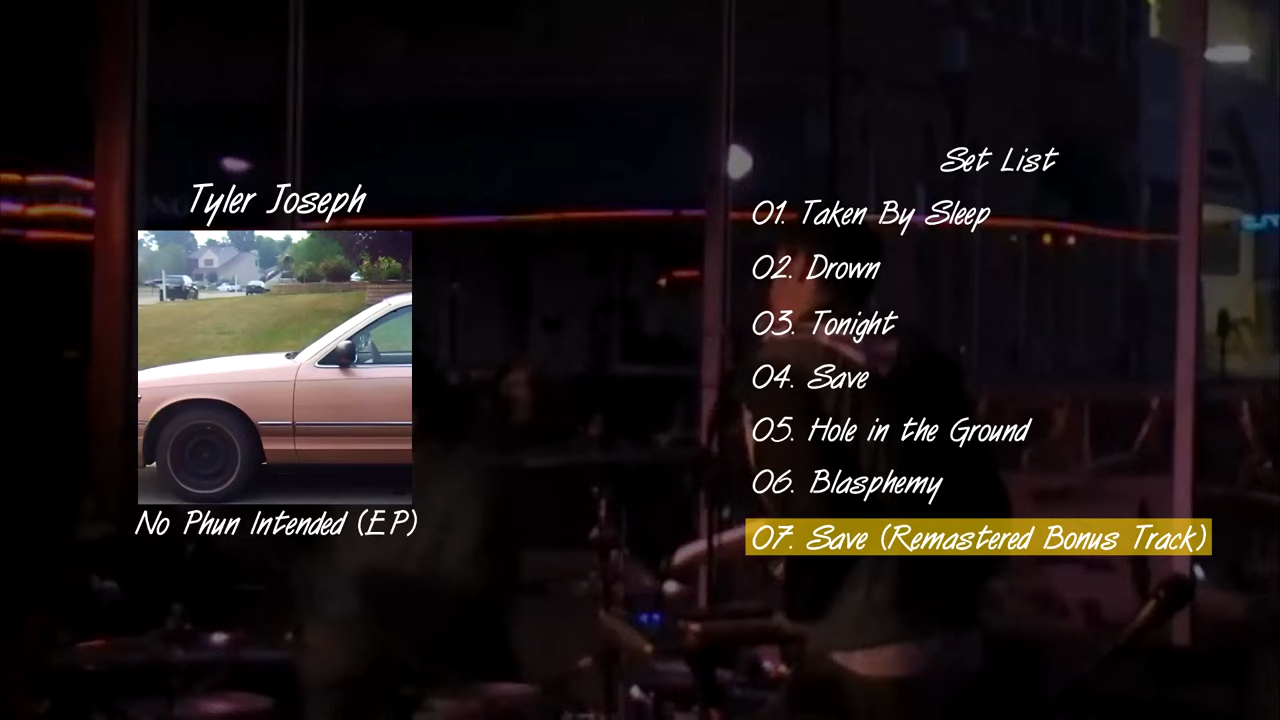 Tyler Joseph
No Phun Intended (EP)
Set List
01. Taken By Sleep
02. Drown
03. Tonight
04. Save
05. Hole in the Ground
06. Blasphemy
07. Save (Remastered Bonus Track)